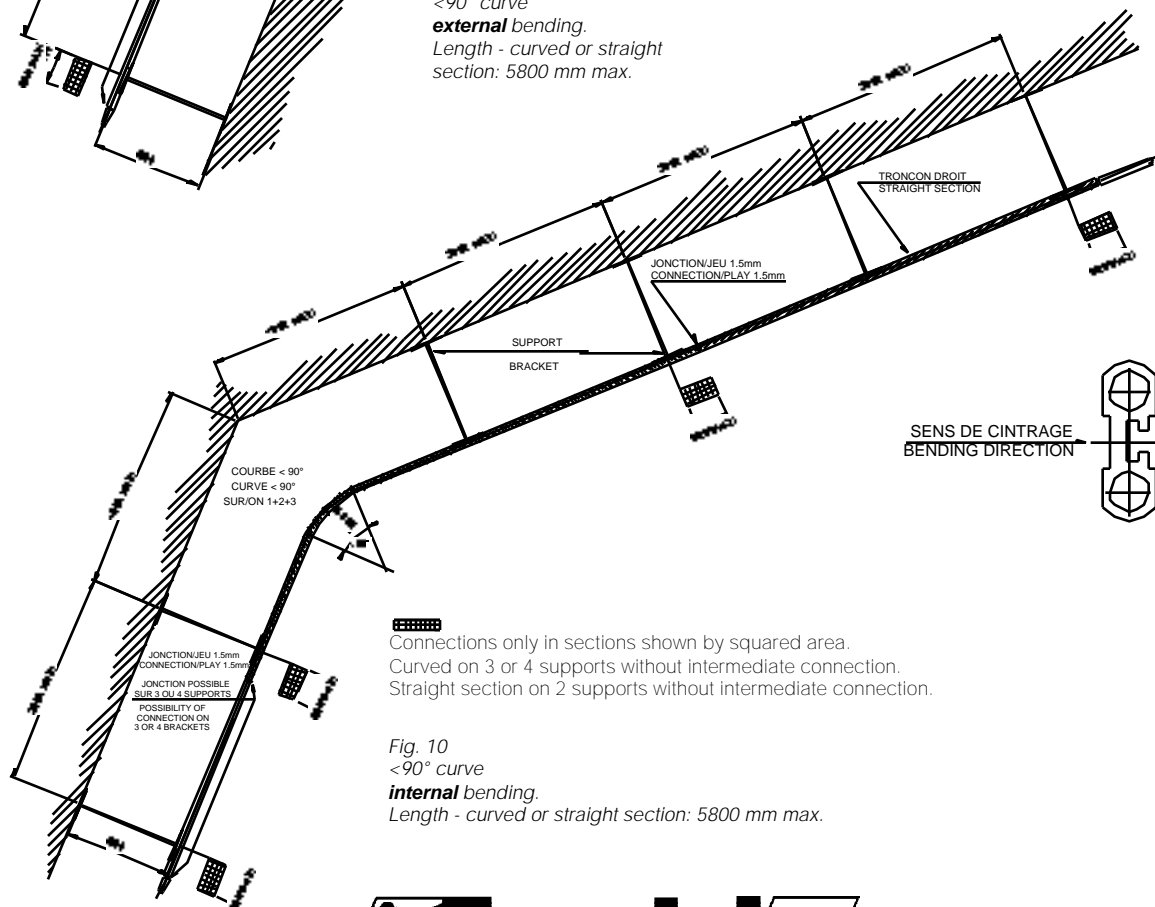 <90° curve
external bending.
Length - curved or straight
section: 5800 mm max.
TRONCON DROIT
STRAIGHT SECTION
JONCTION/JEU 1.5mm
CONNECTION/PLAY 1.5mm
SUPPORT
BRACKET
SENS DE CINTRAGE
BENDING DIRECTION
COURBE < 90°
CURVE < 90°
SUR/ON 1+2+3
Connections only in sections shown by squared area.
Curved on 3 or 4 supports without intermediate connection.
Straight section on 2 supports without intermediate connection.
JONCTION/JEU 1.5mm
CONNECTION/PLAY 1.5mm
JONCTION POSSIBLE
SUR 3 OU 4 SUPPORTS
POSSIBILITY OF
CONNECTION ON
3 OR 4 BRACKETS
Fig. 10
<90° curve
internal bending.
Length - curved or straight section: 5800 mm max.